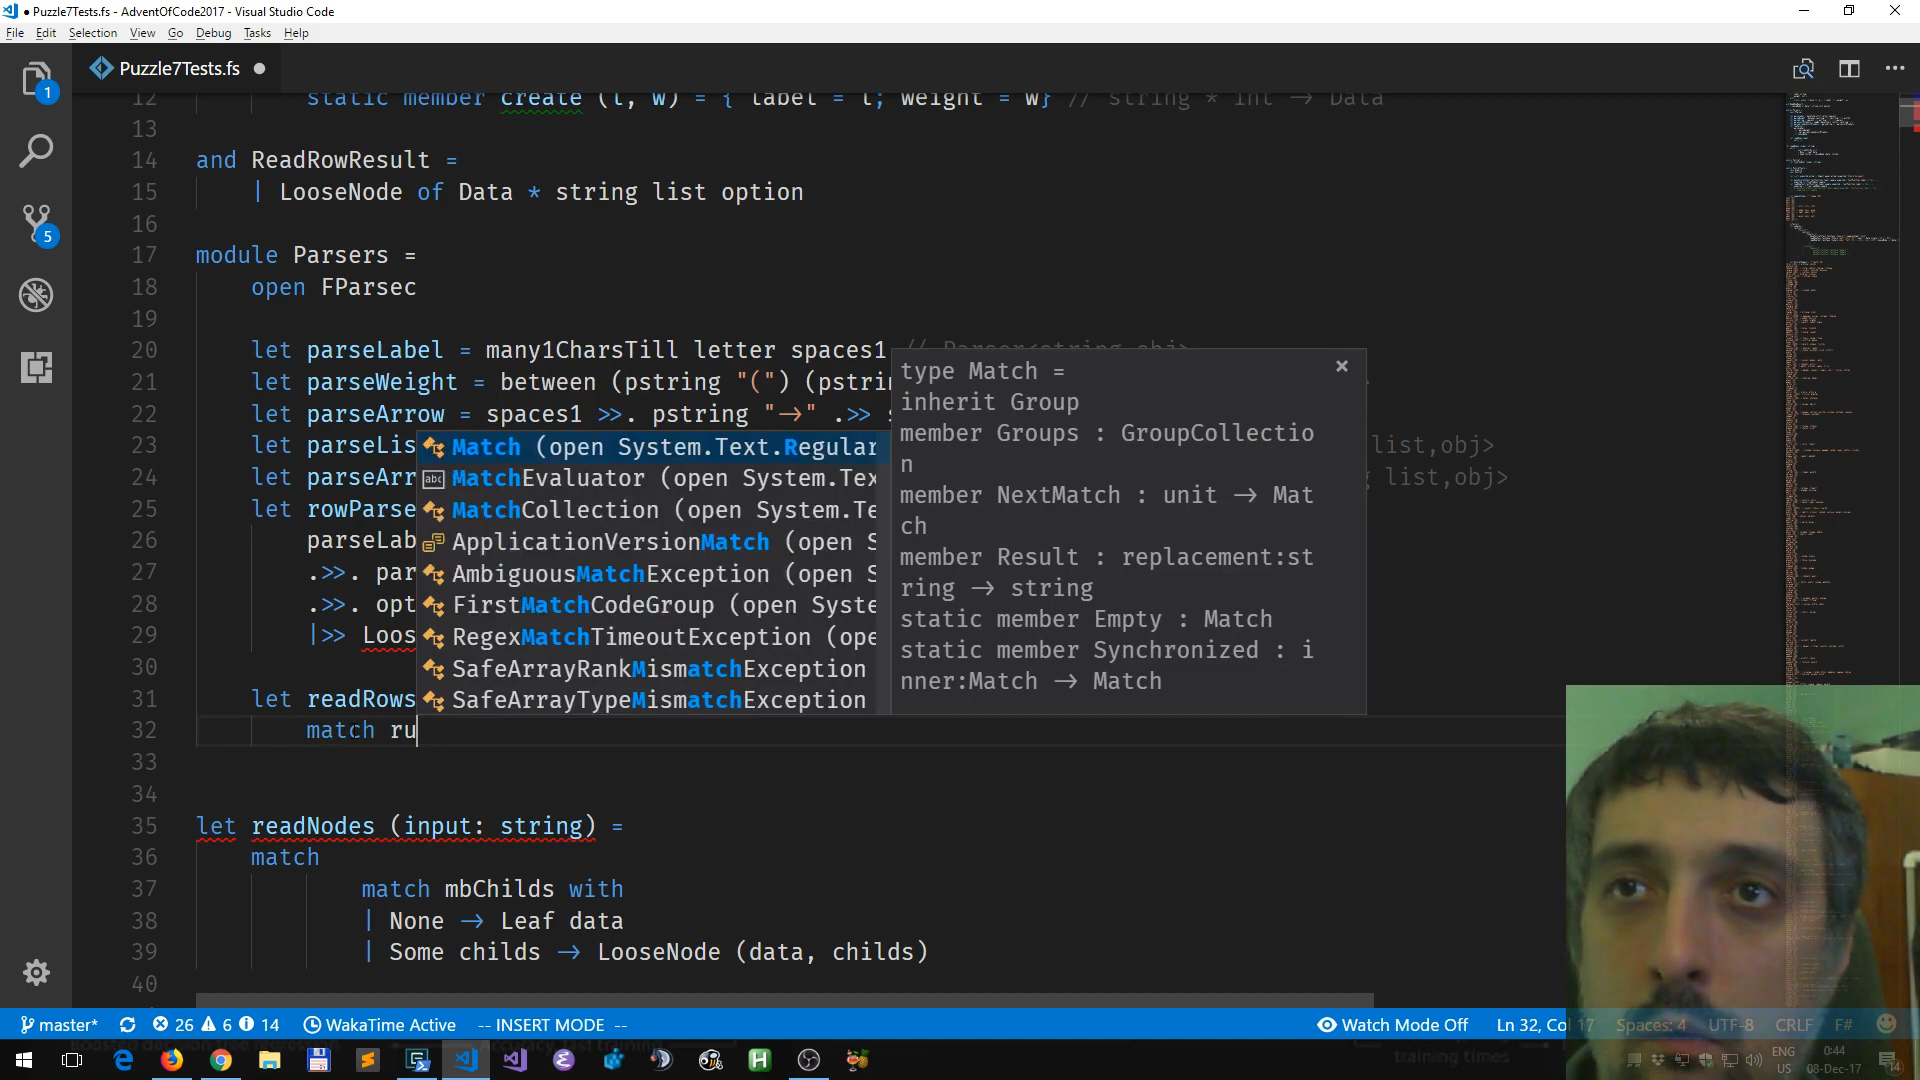 Puzzle7Tests.fs - AdventOfCode2017 - Visual Studio Code
File Edit Selection View Go Debug Tasks Help
1
Puzzle7Tests.fs
12 static member create (l, w) = { label = l; weight = w} // string * int -> Data
13
14 and ReadRowResult =
15 | LooseNode of Data * string list option
16
17 module Parsers =
18 open FParsec
19
20 let parseLabel = many1CharsTill letter spaces1 // Parser<string,obj>
21 let parseWeight = between (pstring "(") (pstrin
22 let parseArrow = spaces1 >>. pstring "->" .>> s
23 let parseLis
list,obj>
24 let parseArr
g list,obj>
25 let rowParse
26 parseLab
27 .>>. par
28 .>>. opt
29 |>> Loos
30
31 let readRows
32 match ru
33
34
35 let readNodes (input: string) =
36 match
37 match mbChilds with
38 | None -> Leaf data
39 | Some childs -> LooseNode (data, childs)
40
Match (open System.Text.Regular
MatchEvaluator (open System.Tex
MatchCollection (open System.Te
ApplicationVersionMatch (open S
AmbiguousMatchException (open S
FirstMatchCodeGroup (open Syste
RegexMatchTimeoutException (ope
SafeArrayRankMismatchException
SafeArrayTypeMismatchException
type Match =
inherit Group
member Groups : GroupCollectio
n
member NextMatch : unit -> Mat
ch
member Result : replacement:st
ring -> string
static member Empty : Match
static member Synchronized : i
nner:Match -> Match
5
master* 26 6 14 WakaTime Active -- INSERT MODE -- Watch Mode Off Ln 32, Col 17 Spaces: 4 UTF-8 CRLF F#
training times
ENG
US
0:44
08-Dec-17
14